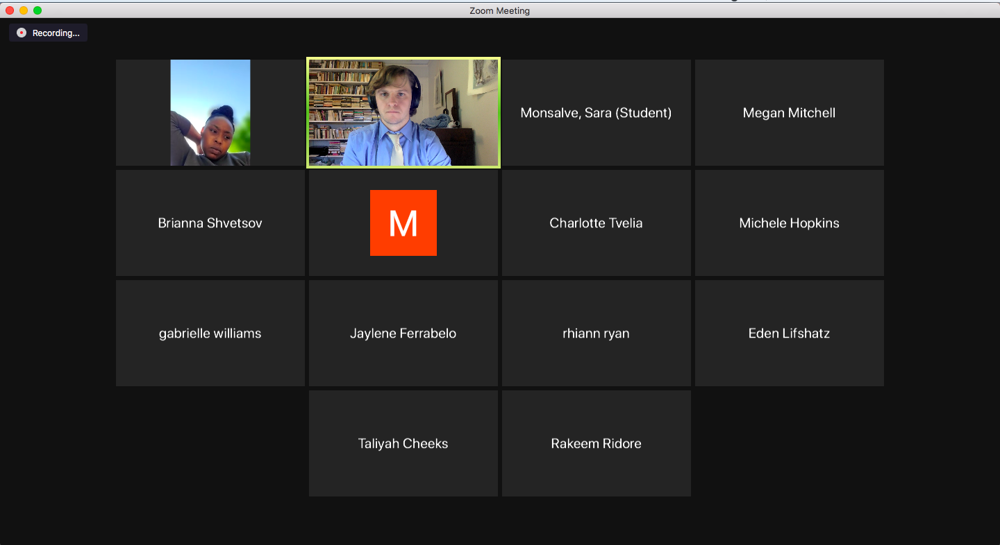 Zoom Meeting
Recording...
Monsalve, Sara (Student)
Megan Mitchell
Brianna Shvetsov
M
Charlotte Tvelia
Michele Hopkins
gabrielle williams
Jaylene Ferrabelo
rhiann ryan
Eden Lifshatz
Taliyah Cheeks
Rakeem Ridore